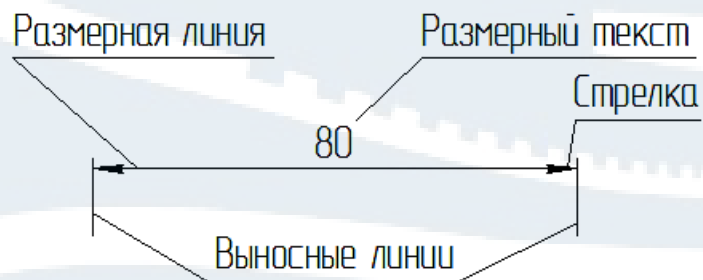 Размерная линия
Размерный текст
Стрелка
80
Выносные линии